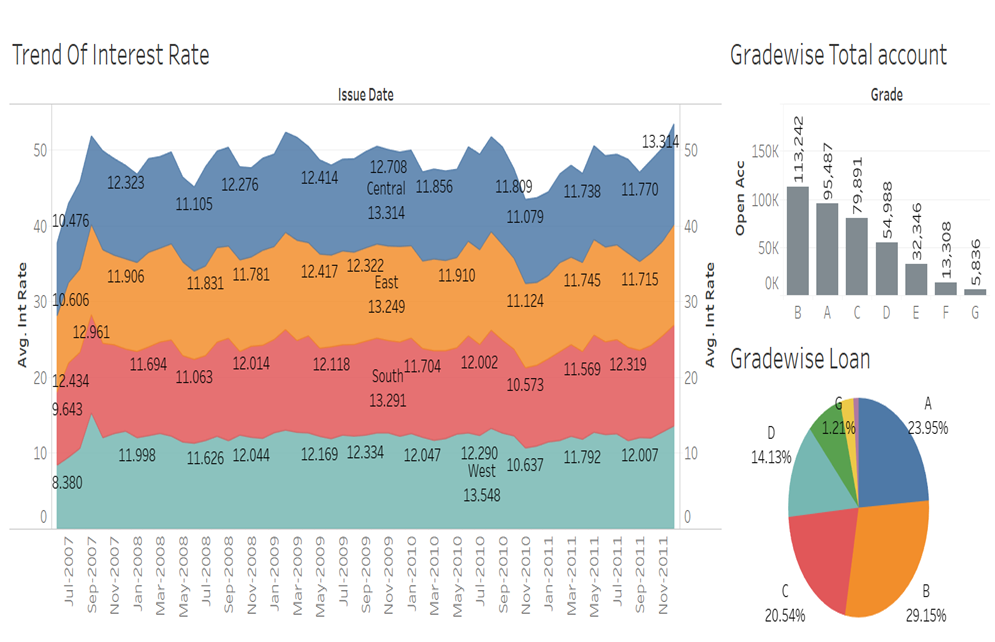 Trend Of Interest Rate
Issue Date
Avg. Int Rate
50
40
30
20
10
0
10.476
12.323
11.105
12.276
12.414
12.708
Central
13.314
11.856
11.809
11.079
11.738
11.770
13.314
10.606
11.906
11.831
11.781
12.417
12.322
East
13.249
11.910
11.124
11.745
11.715
12.961
12.434
11.694
11.063
12.014
12.118
South
13.291
11.704
12.002
10.573
11.569
12.319
9.643
8.380
11.998
11.626
12.044
12.169
12.334
12.047
12.290
West
13.548
10.637
11.792
12.007
50
40
30
20
10
0
Avg. Int Rate
Jul-2007
Sep-2007
Nov-2007
Jan-2008
Mar-2008
May-2008
Jul-2008
Sep-2008
Nov-2008
Jan-2009
Mar-2009
May-2009
Jul-2009
Sep-2009
Nov-2009
Jan-2010
Mar-2010
May-2010
Jul-2010
Sep-2010
Nov-2010
Jan-2011
Mar-2011
May-2011
Jul-2011
Sep-2011
Nov-2011
Gradewise Total account
Grade
Open Acc
150K
100K
50K
0K
113,242
95,487
79,891
54,988
32,346
13,308
5,836
B
A
C
D
E
F
G
Gradewise Loan
G
1.21%
A
23.95%
D
14.13%
C
20.54%
B
29.15%